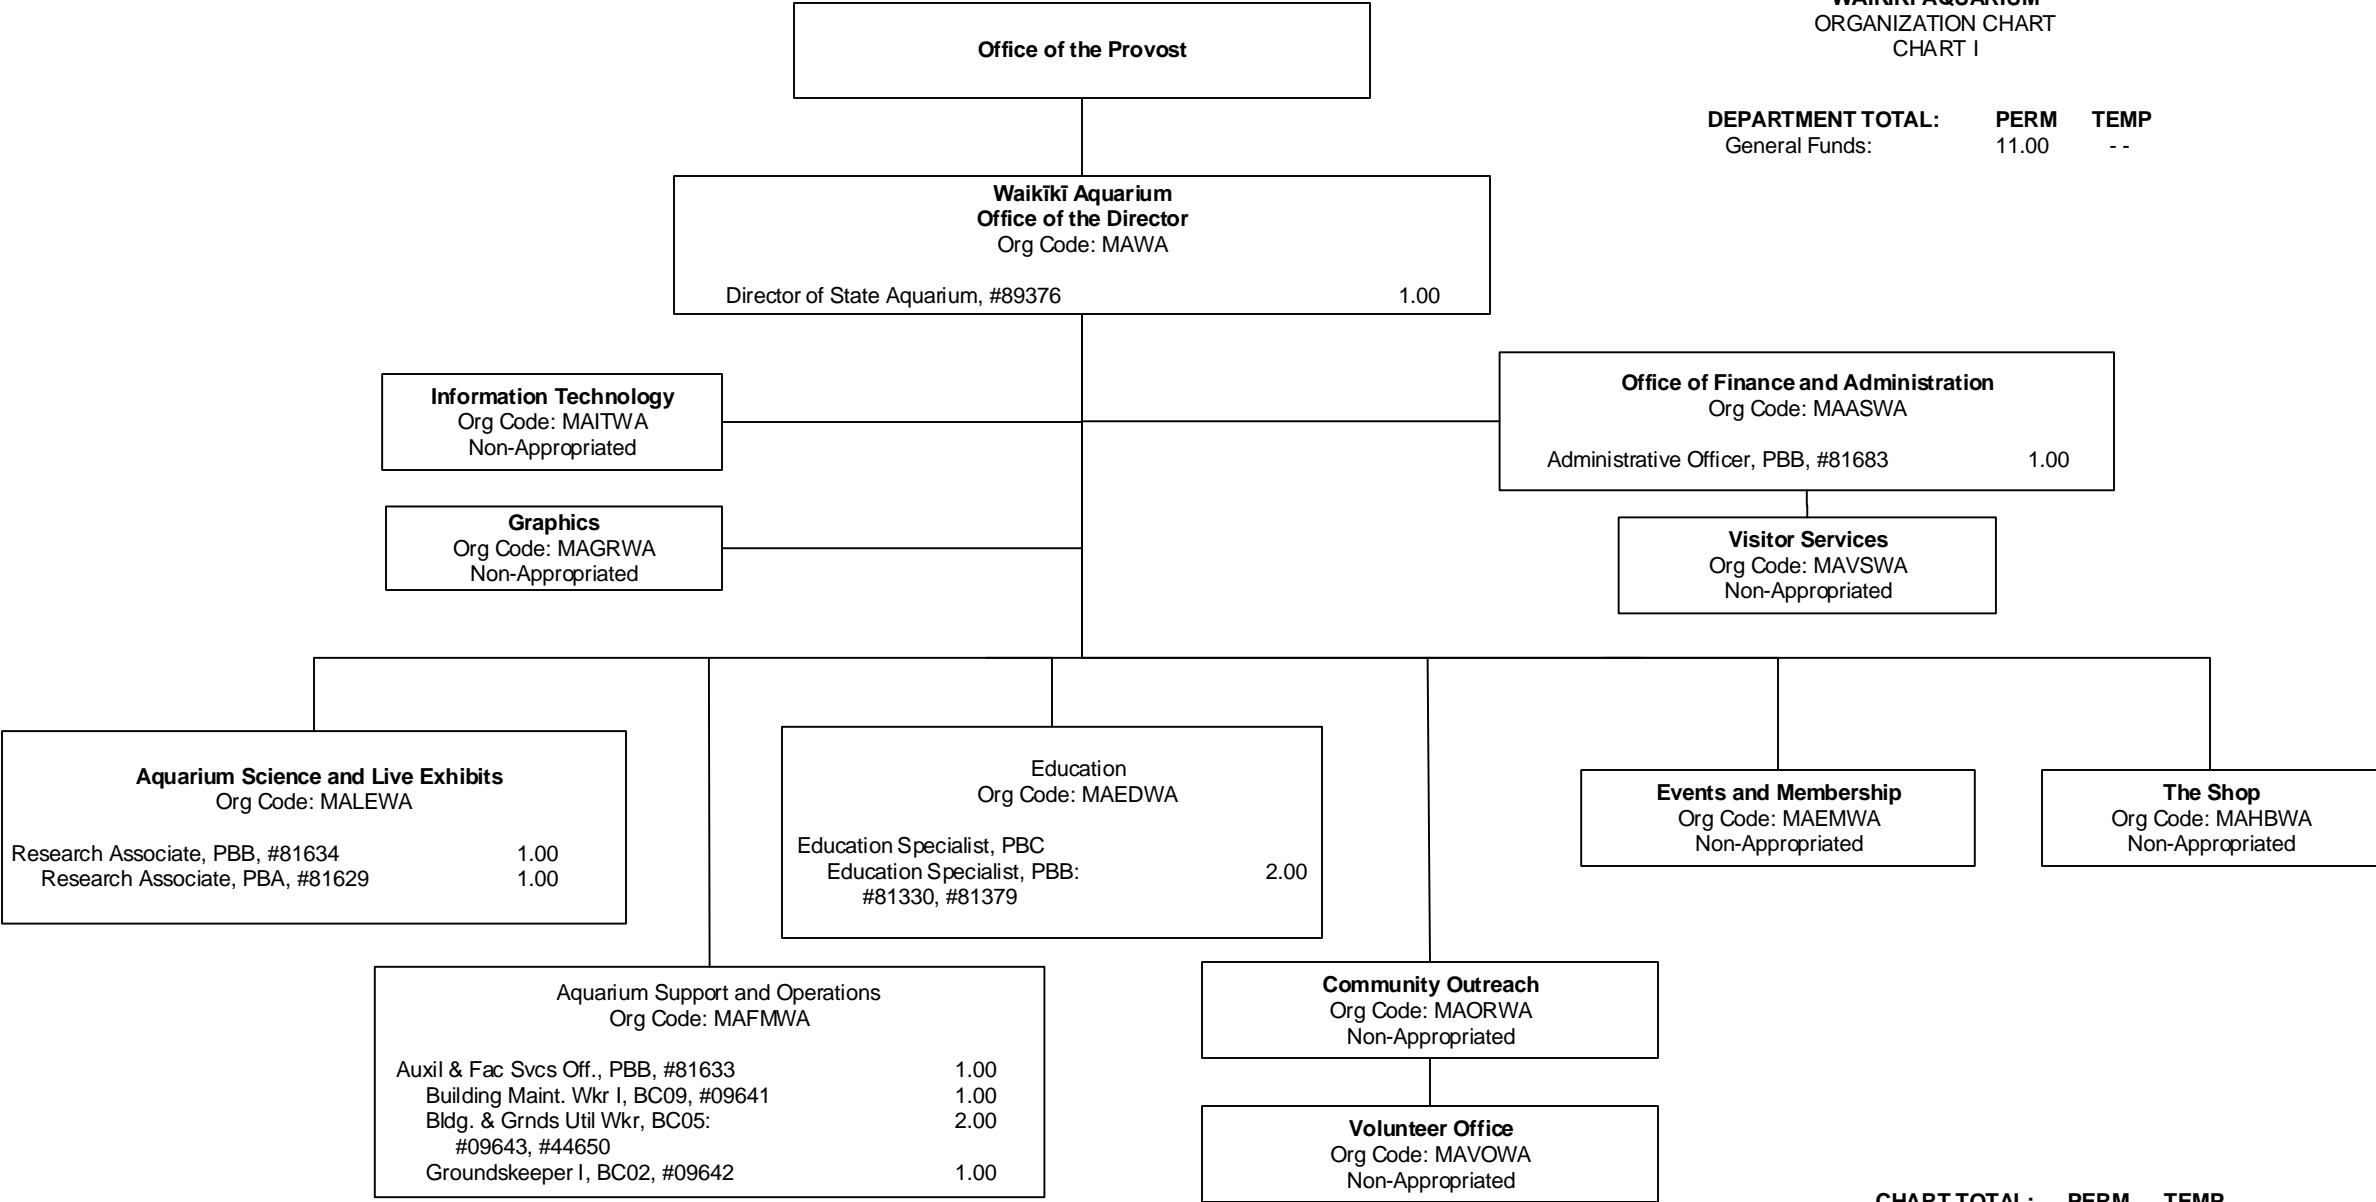 WAIKĪKĪ AQUARIUM
ORGANIZATION CHART
CHART I
Office of the Provost
DEPARTMENT TOTAL: PERM TEMP
General Funds: 11.00 - -
Waikīkī Aquarium
Office of the Director
Org Code: MAWA
Director of State Aquarium, #89376 1.00
Information Technology
Org Code: MAITWA
Non-Appropriated
Office of Finance and Administration
Org Code: MAASWA
Administrative Officer, PBB, #81683 1.00
Graphics
Org Code: MAGRWA
Non-Appropriated
Visitor Services
Org Code: MAVSWA
Non-Appropriated
Aquarium Science and Live Exhibits
Org Code: MALEWA
Research Associate, PBB, #81634 1.00
Research Associate, PBA, #81629 1.00
Education
Org Code: MAEDWA
Education Specialist, PBC
Education Specialist, PBB: 2.00
#81330, #81379
Events and Membership
Org Code: MAEMWA
Non-Appropriated
The Shop
Org Code: MAHBWA
Non-Appropriated
Aquarium Support and Operations
Org Code: MAFMWA
Auxil & Fac Svcs Off., PBB, #81633 1.00
Building Maint. Wkr I, BC09, #09641 1.00
Bldg. & Grnds Util Wkr, BC05: 2.00
#09643, #44650
Groundskeeper I, BC02, #09642 1.00
Community Outreach
Org Code: MAORWA
Non-Appropriated
Volunteer Office
Org Code: MAVOWA
Non-Appropriated
CHART TOTAL: PERM TEMP